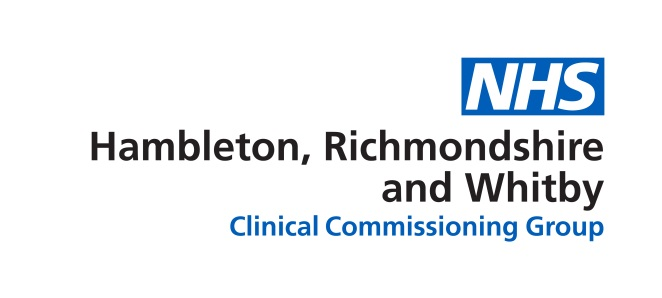 NHS
Hambleton, Richmondshire
and Whitby
Clinical Commissioning Group